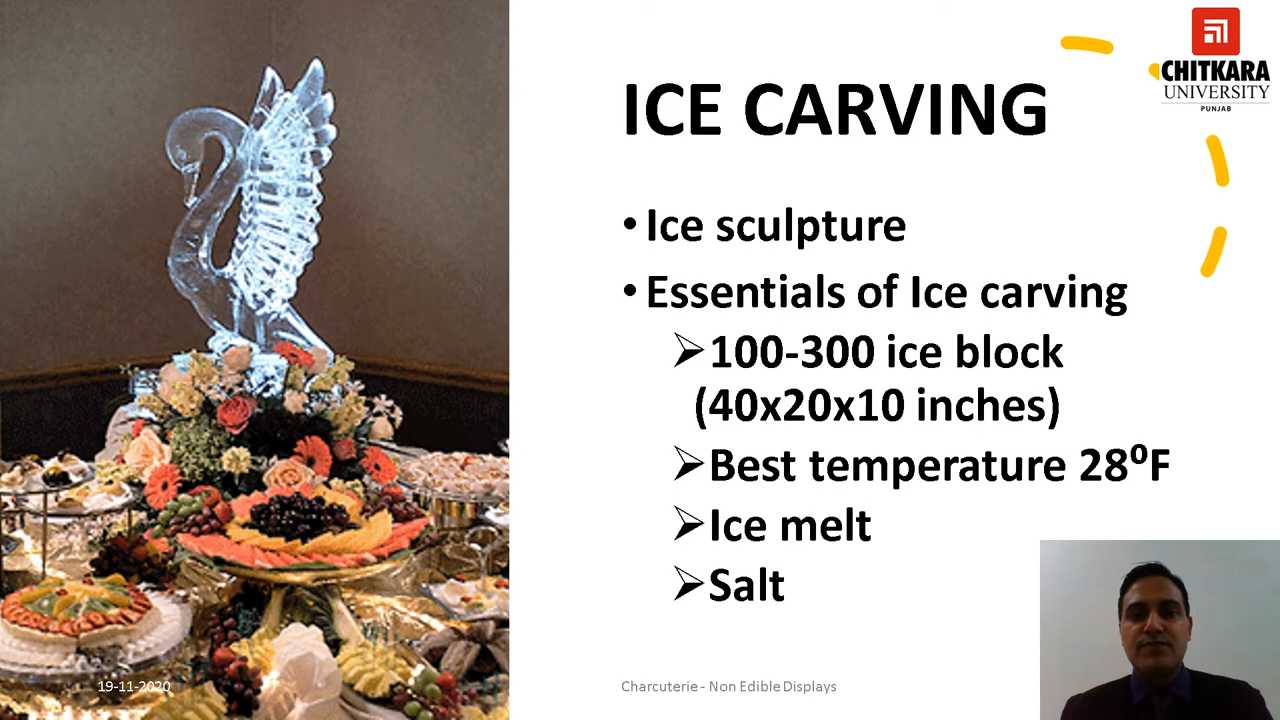 ICE CARVING
CHITKARA
UNIVERSITY
PUNJAB
• Ice sculpture
• Essentials of Ice carving
➢100-300 ice block
(40x20x10 inches)
➢Best temperature 28⁰F
➢Ice melt
➢Salt
19-11-2020
Charcuterie - Non Edible Displays